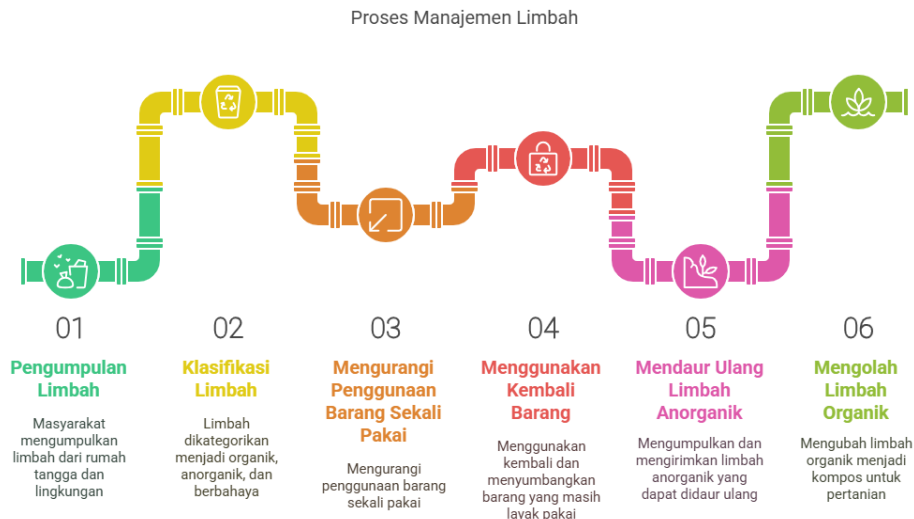 Proses Manajemen Limbah
01
Pengumpulan
Limbah
Masyarakat
mengumpulkan
limbah dari rumah
tangga dan
lingkungan
02
Klasifikasi
Limbah
Limbah
dikategorikan
menjadi organik,
anorganik, dan
berbahaya
03
Mengurangi
Penggunaan
Barang Sekali
Pakai
Mengurangi
penggunaan barang
sekali pakai
04
Menggunakan
Kembali
Barang
Menggunakan
kembali dan
menyumbangkan
barang yang masih
layak pakai
05
Mendaur Ulang
Limbah
Anorganik
Mengumpulkan dan
mengirimkan limbah
anorganik yang
dapat didaur ulang
06
Mengolah
Limbah
Organik
Mengubah limbah
organik menjadi
kompos untuk
pertanian